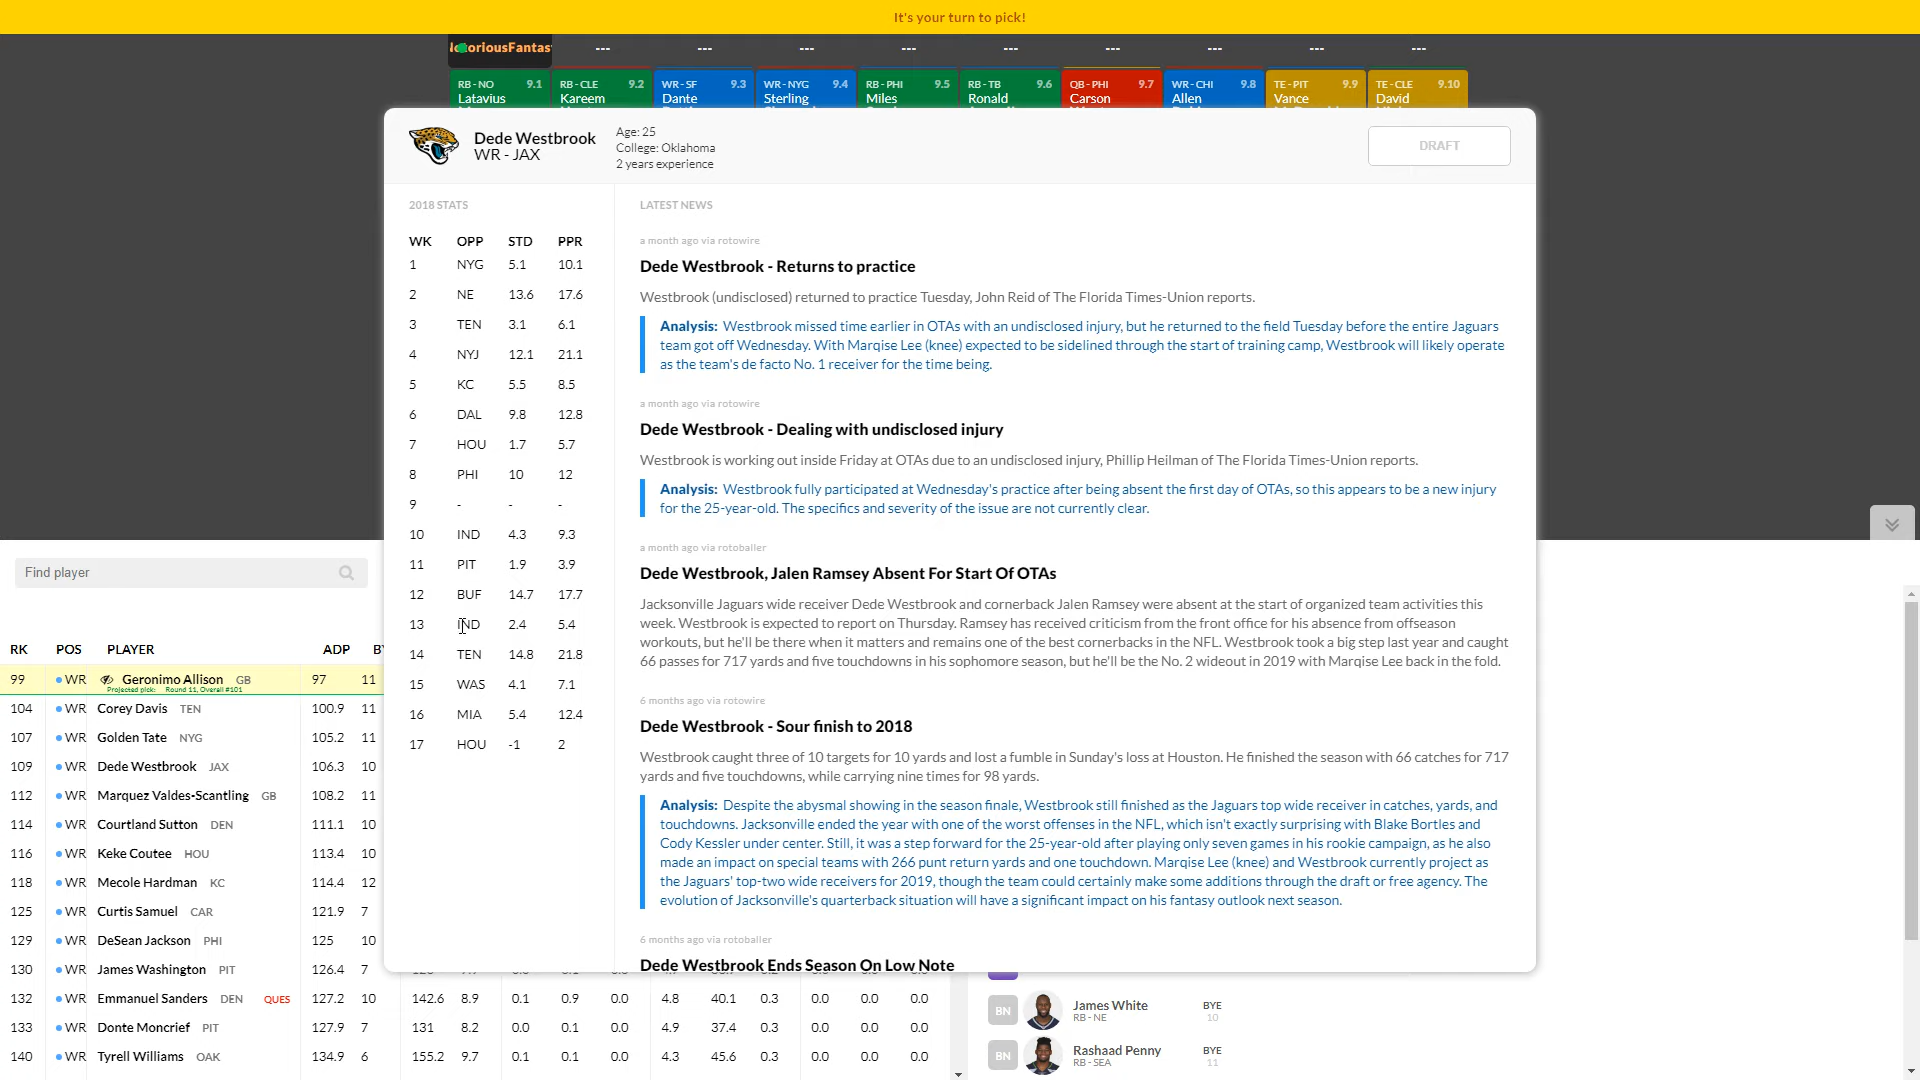 It's your turn to pick!
--- --- --- --- --- --- --- --- ---
RB - NO 9.1 RB - CLE 9.2 WR - SF 9.3 WR - NYG 9.4 RB - PHI 9.5 RB - TB 9.6 QB - PHI 9.7 WR - CHI 9.8 TE - PIT 9.9 TE - CLE 9.10
Latavius Kareem Dante Sterling Miles Ronald Carson Allen Vance David
Dede Westbrook
WR - JAX
Age: 25
College: Oklahoma
2 years experience
DRAFT
2018 STATS
WK OPP STD PPR
1 NYG 5.1 10.1
2 NE 13.6 17.6
3 TEN 3.1 6.1
4 NYJ 12.1 21.1
5 KC 5.5 8.5
6 DAL 9.8 12.8
7 HOU 1.7 5.7
8 PHI 10 12
9 - - -
10 IND 4.3 9.3
11 PIT 1.9 3.9
12 BUF 14.7 17.7
13 IND 2.4 5.4
14 TEN 14.8 21.8
15 WAS 4.1 7.1
16 MIA 5.4 12.4
17 HOU -1 2
LATEST NEWS
a month ago via rotowire
Dede Westbrook - Returns to practice
Westbrook (undisclosed) returned to practice Tuesday, John Reid of The Florida Times-Union reports.
Analysis: Westbrook missed time earlier in OTAs with an undisclosed injury, but he returned to the field Tuesday before the entire Jaguars
team got off Wednesday. With Marqise Lee (knee) expected to be sidelined through the start of training camp, Westbrook will likely operate
as the team's de facto No. 1 receiver for the time being.
a month ago via rotowire
Dede Westbrook - Dealing with undisclosed injury
Westbrook is working out inside Friday at OTAs due to an undisclosed injury, Phillip Heilman of The Florida Times-Union reports.
Analysis: Westbrook fully participated at Wednesday's practice after being absent the first day of OTAs, so this appears to be a new injury
for the 25-year-old. The specifics and severity of the issue are not currently clear.
a month ago via rotoballer
Dede Westbrook, Jalen Ramsey Absent For Start Of OTAs
Jacksonville Jaguars wide receiver Dede Westbrook and cornerback Jalen Ramsey were absent at the start of organized team activities this
week. Westbrook is expected to report on Thursday. Ramsey has received criticism from the front office for his absence from offseason
workouts, but he'll be there when it matters and remains one of the best cornerbacks in the NFL. Westbrook took a big step last year and caught
66 passes for 717 yards and five touchdowns in his sophomore season, but he'll be the No. 2 wideout in 2019 with Marqise Lee back in the fold.
6 months ago via rotowire
Dede Westbrook - Sour finish to 2018
Westbrook caught three of 10 targets for 10 yards and lost a fumble in Sunday's loss at Houston. He finished the season with 66 catches for 717
yards and five touchdowns, while carrying nine times for 98 yards.
Analysis: Despite the abysmal showing in the season finale, Westbrook still finished as the Jaguars top wide receiver in catches, yards, and
touchdowns. Jacksonville ended the year with one of the worst offenses in the NFL, which isn't exactly surprising with Blake Bortles and
Cody Kessler under center. Still, it was a step forward for the 25-year-old after playing only seven games in his rookie campaign, as he also
made an impact on special teams with 266 punt return yards and one touchdown. Marqise Lee (knee) and Westbrook currently project as
the Jaguars' top-two wide receivers for 2019, though the team could certainly make some additions through the draft or free agency. The
evolution of Jacksonville's quarterback situation will have a significant impact on his fantasy outlook next season.
6 months ago via rotoballer
Dede Westbrook Ends Season On Low Note
Find player
RK POS PLAYER ADP
99 WR Geronimo Allison GB 97 11
Projected pick: Round 11, Overall #101
104 WR Corey Davis TEN 100.9 11
107 WR Golden Tate NYG 105.2 11
109 WR Dede Westbrook JAX 106.3 10
112 WR Marquez Valdes-Scantling GB 108.2 11
114 WR Courtland Sutton DEN 111.1 10
116 WR Keke Coutee HOU 113.4 10
118 WR Mecole Hardman KC 114.4 12
125 WR Curtis Samuel CAR 121.9 7
129 WR DeSean Jackson PHI 125 10
130 WR James Washington PIT 126.4 7
132 WR Emmanuel Sanders DEN QUES 127.2 10 142.6 8.9 0.1 0.9 0.0 4.8 40.1 0.3 0.0 0.0 0.0
133 WR Donte Moncrief PIT 127.9 7 131 8.2 0.0 0.1 0.0 4.9 37.4 0.3 0.0 0.0 0.0
140 WR Tyrell Williams OAK 134.9 6 155.2 9.7 0.1 0.1 0.0 4.3 45.6 0.3 0.0 0.0 0.0
BN James White BYE
RB - NE 10
BN Rashaad Penny BYE
RB - SEA 11